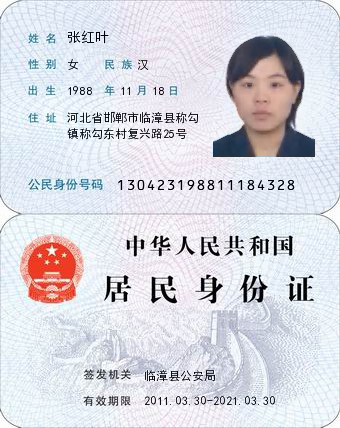 姓名 张红叶
性别 女 民族 汉
出生 1988 年 11 月 18 日
住址 河北省邯郸市临漳县称勾
镇称勾东村复兴路25号
公民身份号码 130423198811184328
中华人民共和国
居民身份证
签发机关 临漳县公安局
有效期限 2011.03.30-2021.03.30